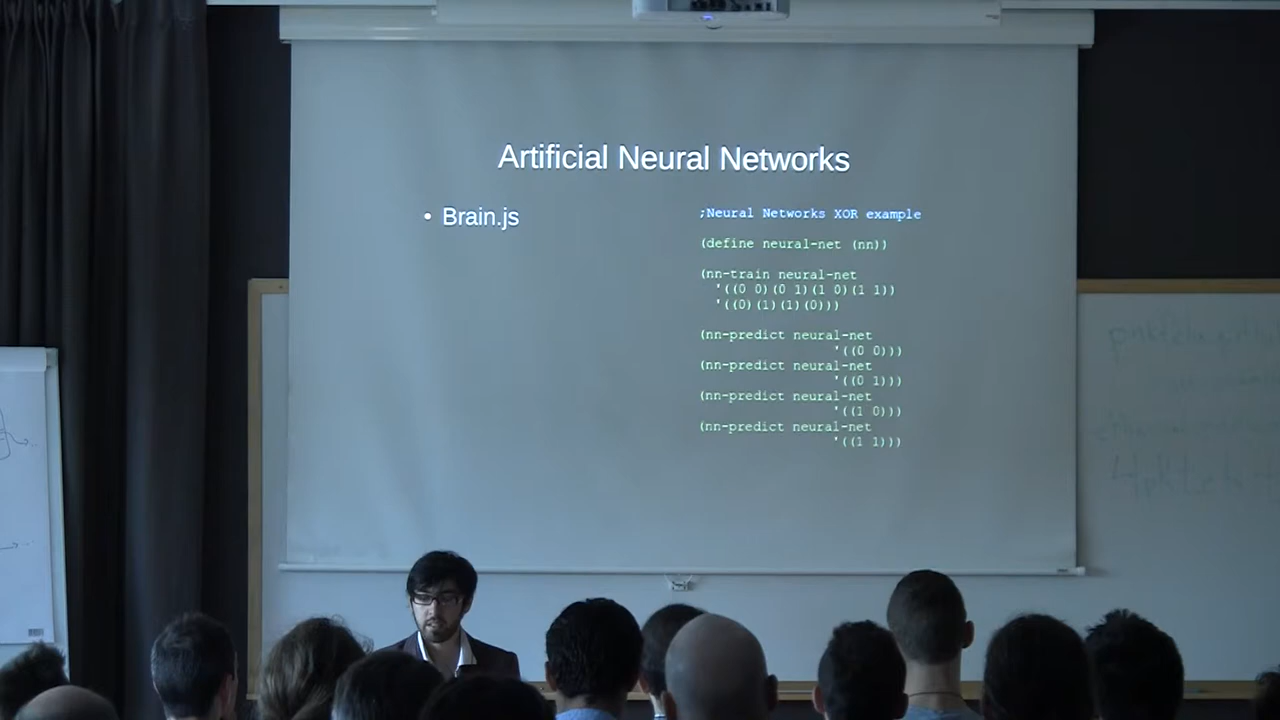 Artificial Neural Networks
• Brain.js
;Neural Networks XOR example
(define neural-net (nn))
(nn-train neural-net
'((0 0)(0 1)(1 0)(1 1))
'((0)(1)(1)(0)))
(nn-predict neural-net
'((0 0)))
(nn-predict neural-net
'((0 1)))
(nn-predict neural-net
'((1 0)))
(nn-predict neural-net
'((1 1)))